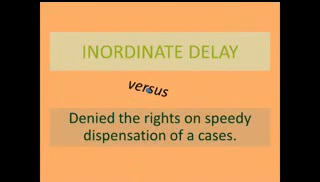 INORDINATE DELAY
versus
Denied the rights on speedy
dispensation of a cases.